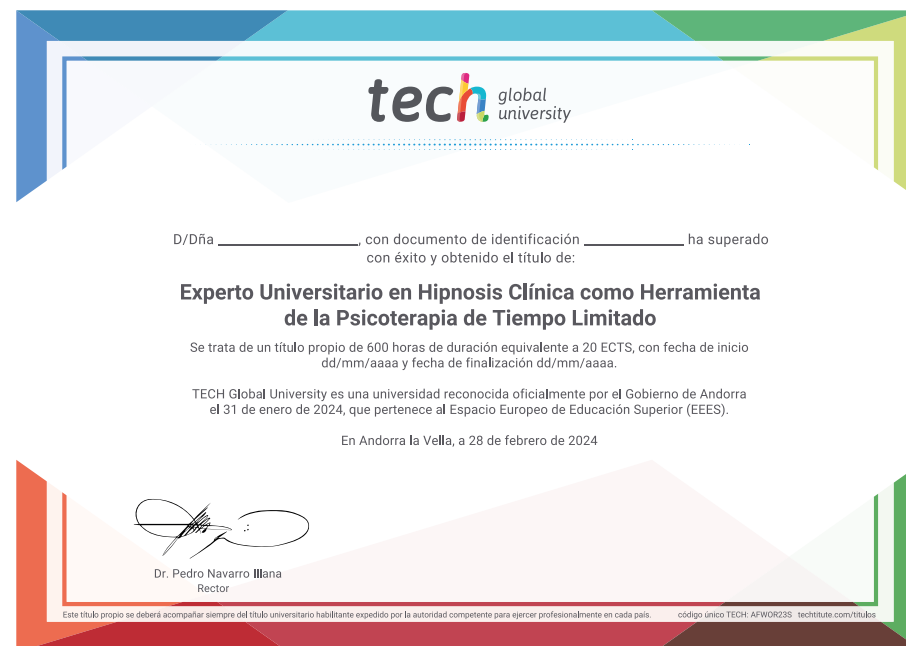 tech global university
D/Dña ____________________, con documento de identificación ______________ ha superado
con éxito y obtenido el título de:
Experto Universitario en Hipnosis Clínica como Herramienta
de la Psicoterapia de Tiempo Limitado
Se trata de un título propio de 600 horas de duración equivalente a 20 ECTS, con fecha de inicio
dd/mm/aaaa y fecha de finalización dd/mm/aaaa.
TECH Global University es una universidad reconocida oficialmente por el Gobierno de Andorra
el 31 de enero de 2024, que pertenece al Espacio Europeo de Educación Superior (EEES).
En Andorra la Vella, a 28 de febrero de 2024
Dr. Pedro Navarro Illana
Rector
Este título propio se deberá acompañar siempre del título universitario habilitante expedido por la autoridad competente para ejercer profesionalmente en cada país. código único TECH: AFWOR23S techtitute.com/titulos